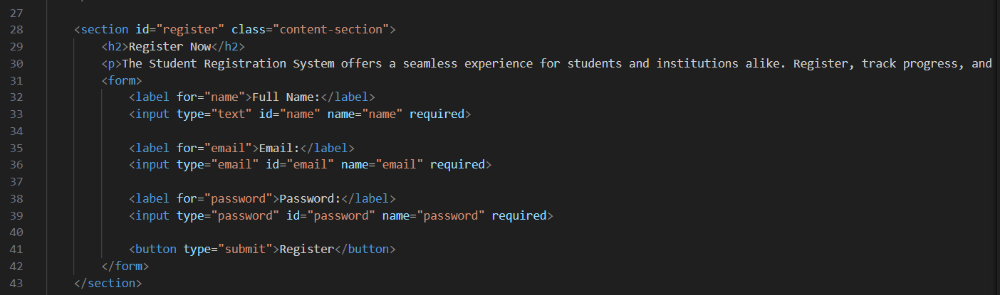 27
28 <section id="register" class="content-section">
29 <h2>Register Now</h2>
30 <p>The Student Registration System offers a seamless experience for students and institutions alike. Register, track progress, and
31 <form>
32 <label for="name">Full Name:</label>
33 <input type="text" id="name" name="name" required>
34
35 <label for="email">Email:</label>
36 <input type="email" id="email" name="email" required>
37
38 <label for="password">Password:</label>
39 <input type="password" id="password" name="password" required>
40
41 <button type="submit">Register</button>
42 </form>
43 </section>